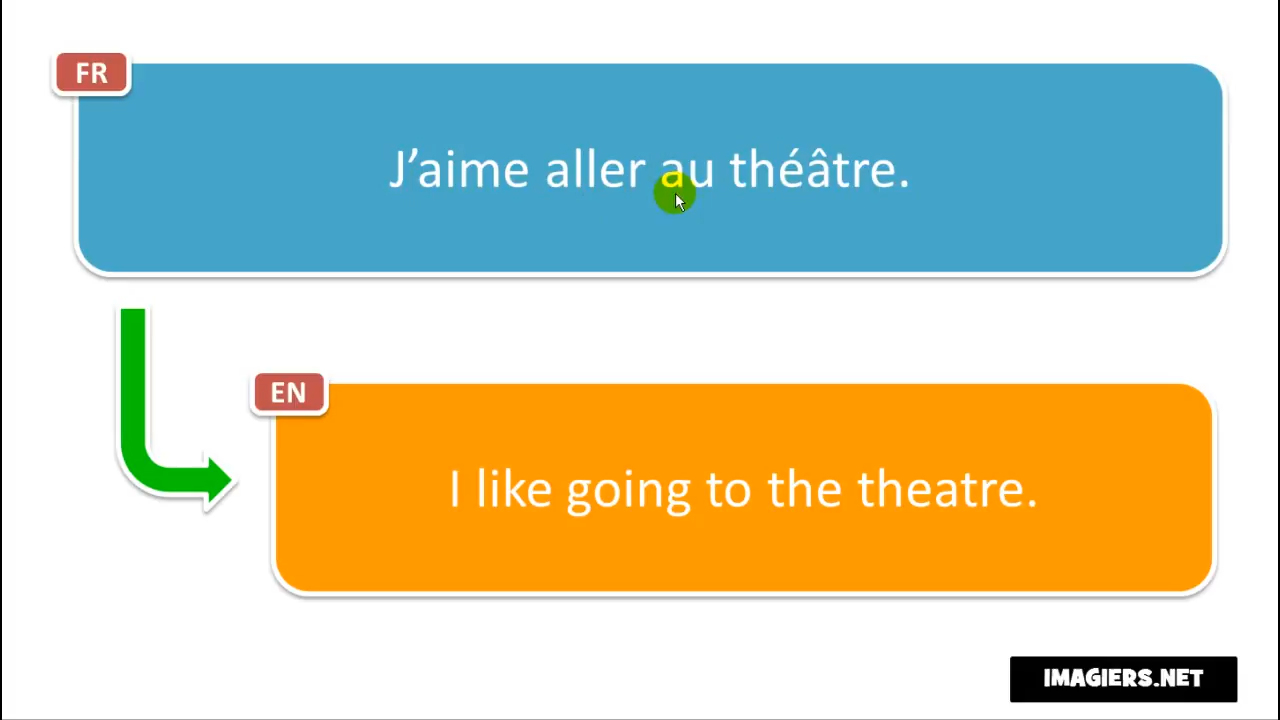 FR
J’aime aller au théâtre.
EN
I like going to the theatre.
IMAGIERS.NET